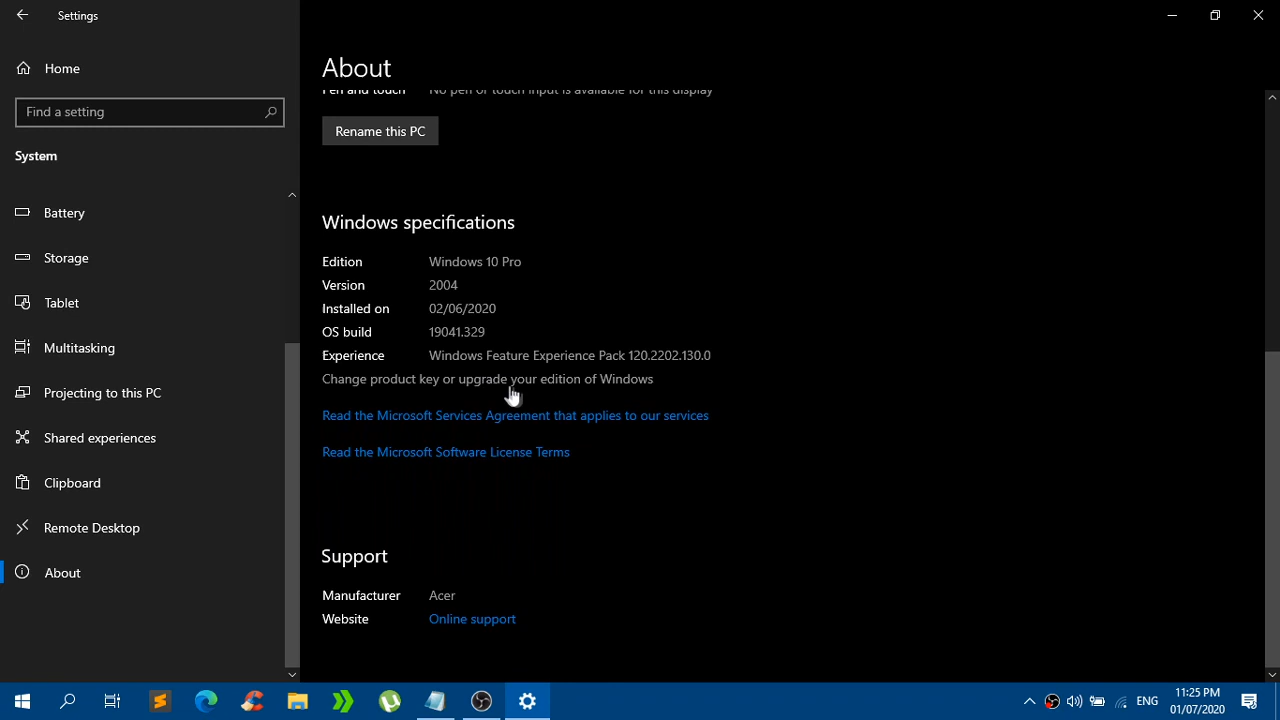 Settings
Home
Find a setting
System
Battery
Storage
Tablet
Multitasking
Projecting to this PC
Shared experiences
Clipboard
Remote Desktop
About
About
Pen and touch No pen or touch input is available for this display
Rename this PC
Windows specifications
Edition Windows 10 Pro
Version 2004
Installed on 02/06/2020
OS build 19041.329
Experience Windows Feature Experience Pack 120.2202.130.0
Change product key or upgrade your edition of Windows
Read the Microsoft Services Agreement that applies to our services
Read the Microsoft Software License Terms
Support
Manufacturer Acer
Website Online support
ENG
11:25 PM
01/07/2020